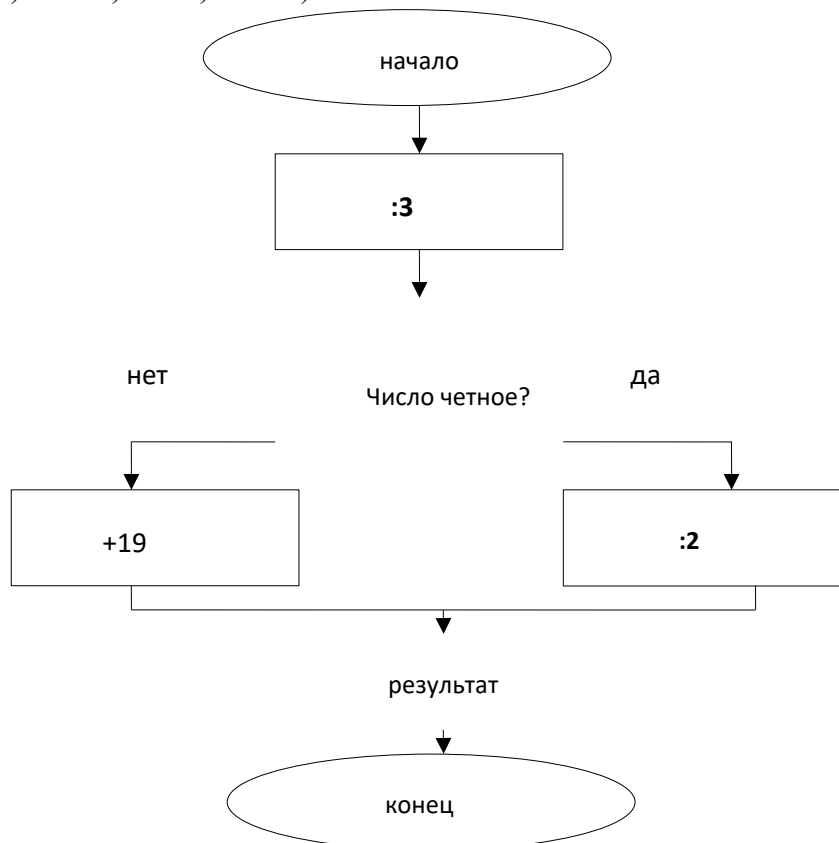 начало
:3
нет
да
Число четное?
+19
:2
результат
конец